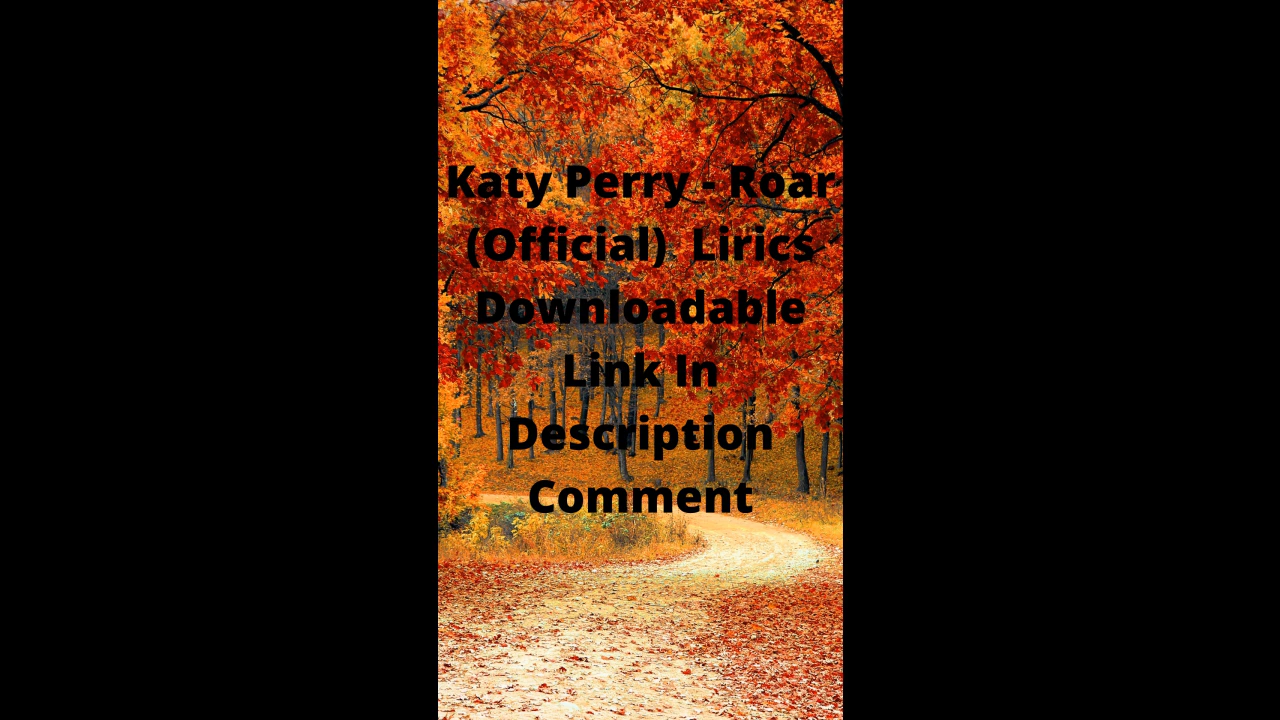 Katy Perry - Roar
(Official)  Lirics
Downloadable
Link In
Description
Comment